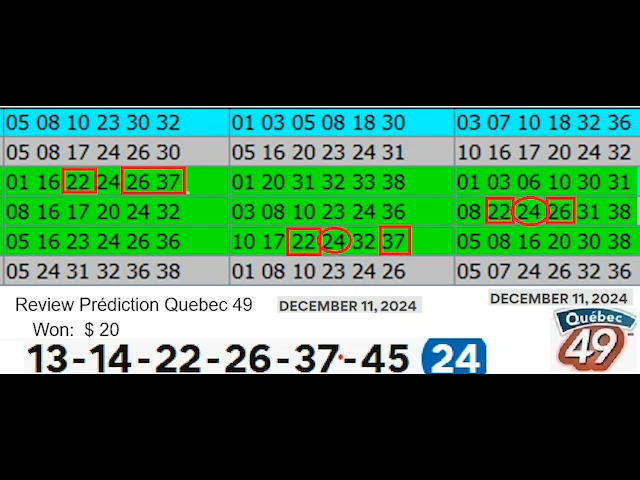 05 08 10 23 30 32 01 03 05 08 18 30 03 07 10 18 32 36
05 08 17 24 26 30 05 16 20 23 24 31 10 16 17 20 24 32
01 16 22 24 26 37 01 20 31 32 33 38 01 03 06 10 30 31
08 16 17 20 24 32 03 08 10 23 24 36 08 22 24 26 31 38
05 16 23 24 26 36 10 17 22 24 32 37 05 08 16 20 30 38
05 24 31 32 36 38 01 08 10 23 24 26 05 07 24 26 32 36
Review Prédiction Quebec 49 DECEMBER 11, 2024 DECEMBER 11, 2024
Won: $ 20
Québec
49
13-14-22-26-37-45 24